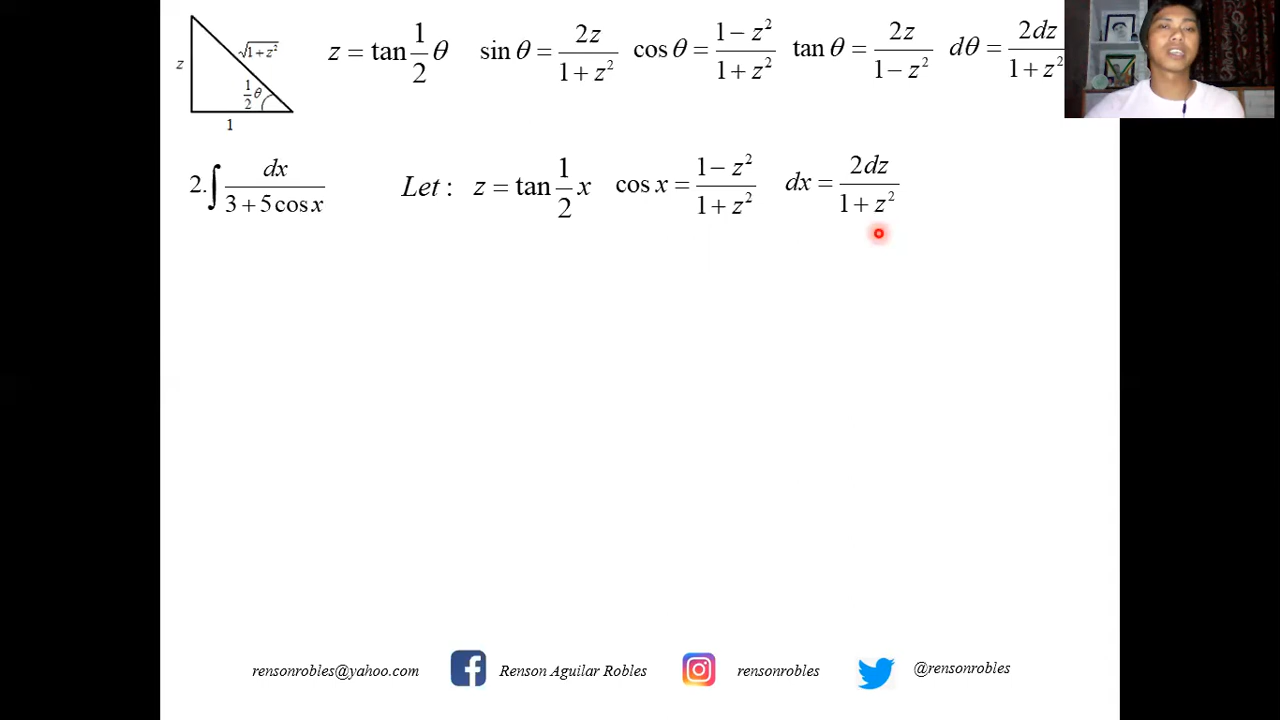 z √1+z² ½θ 1
z = tan ½ θ   sin θ = 2z / 1+z²   cos θ = 1−z² / 1+z²   tan θ = 2z / 1−z²   dθ = 2dz / 1+z²
2. ∫ dx / 3+5cos x   Let : z = tan ½ x   cos x = 1−z² / 1+z²   dx = 2dz / 1+z²
rensonrobles@yahoo.com   Renson Aguilar Robles   rensonrobles   @rensonrobles